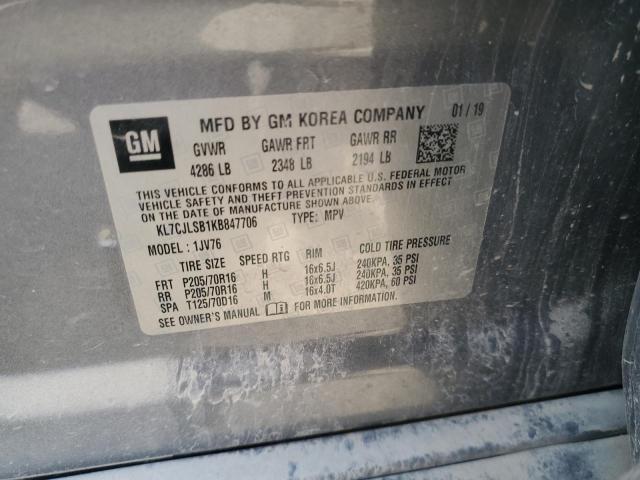 GM
MFD BY GM KOREA COMPANY 01 / 19
GVWR GAWR FRT GAWR RR
4286 LB 2348 LB 2194 LB
THIS VEHICLE CONFORMS TO ALL APPLICABLE U.S. FEDERAL MOTOR
VEHICLE SAFETY AND THEFT PREVENTION STANDARDS IN EFFECT
ON THE DATE OF MANUFACTURE SHOWN ABOVE.
KL7CJLSB1KB847706 TYPE: MPV
MODEL: 1JV76
TIRE SIZE SPEED RTG RIM COLD TIRE PRESSURE
FRT P205/70R16 H 16x6.5J 240KPA, 35 PSI
RR P205/70R16 H 16x6.5J 240KPA, 35 PSI
SPA T125/70D16 M 16x4.0T 420KPA, 60 PSI
SEE OWNER'S MANUAL FOR MORE INFORMATION.